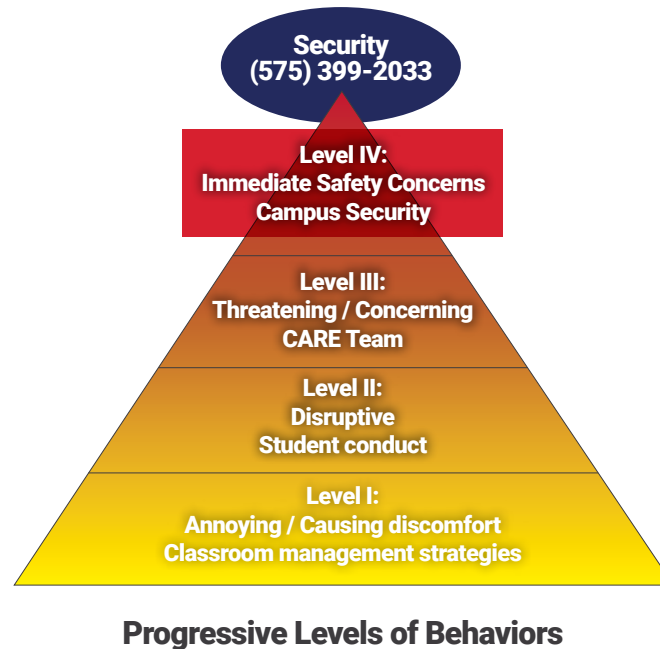 Security
(575) 399-2033
Level IV:
Immediate Safety Concerns
Campus Security
Level III:
Threatening / Concerning
CARE Team
Level II:
Disruptive
Student conduct
Level I:
Annoying / Causing discomfort
Classroom management strategies
Progressive Levels of Behaviors